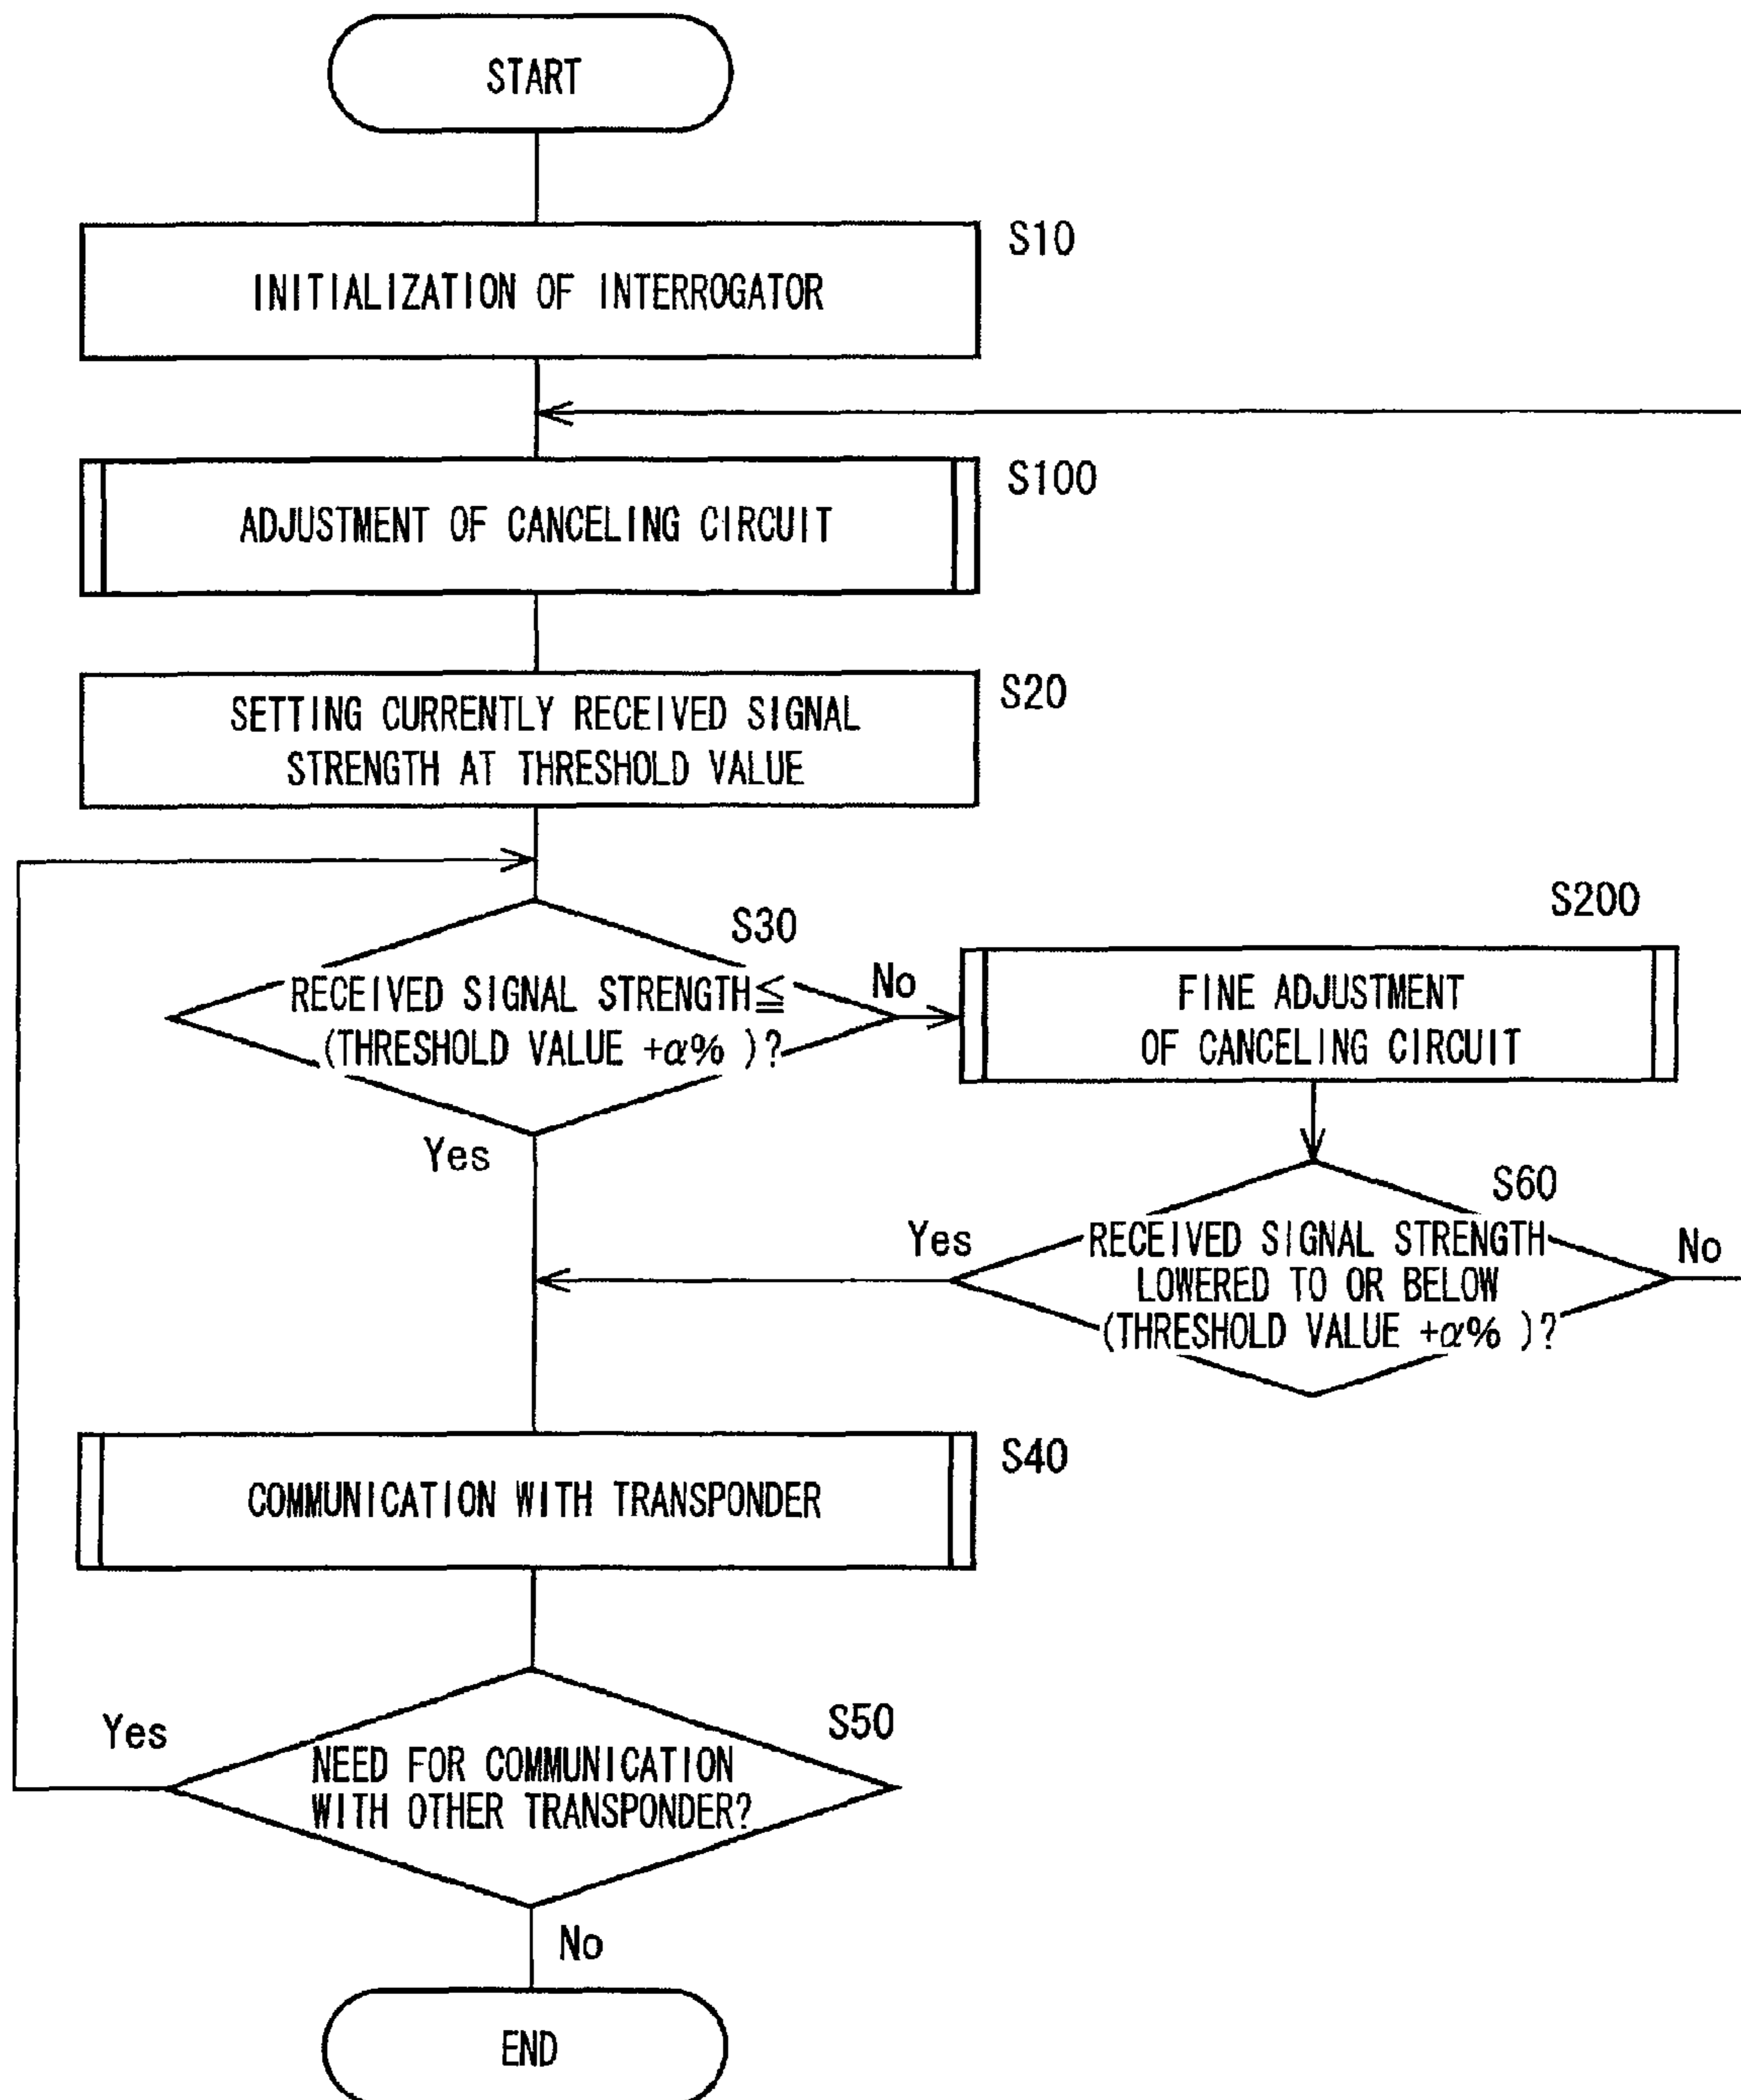 START
S10
INITIALIZATION OF INTERROGATOR
S100
ADJUSTMENT OF CANCELING CIRCUIT
S20
SETTING CURRENTLY RECEIVED SIGNAL
STRENGTH AT THRESHOLD VALUE
S30
RECEIVED SIGNAL STRENGTH≦
(THRESHOLD VALUE +α% )?
No
Yes
S200
FINE ADJUSTMENT
OF CANCELING CIRCUIT
S60
RECEIVED SIGNAL STRENGTH
LOWERED TO OR BELOW
(THRESHOLD VALUE +α% )?
Yes
No
S40
COMMUNICATION WITH TRANSPONDER
S50
NEED FOR COMMUNICATION
WITH OTHER TRANSPONDER?
Yes
No
END